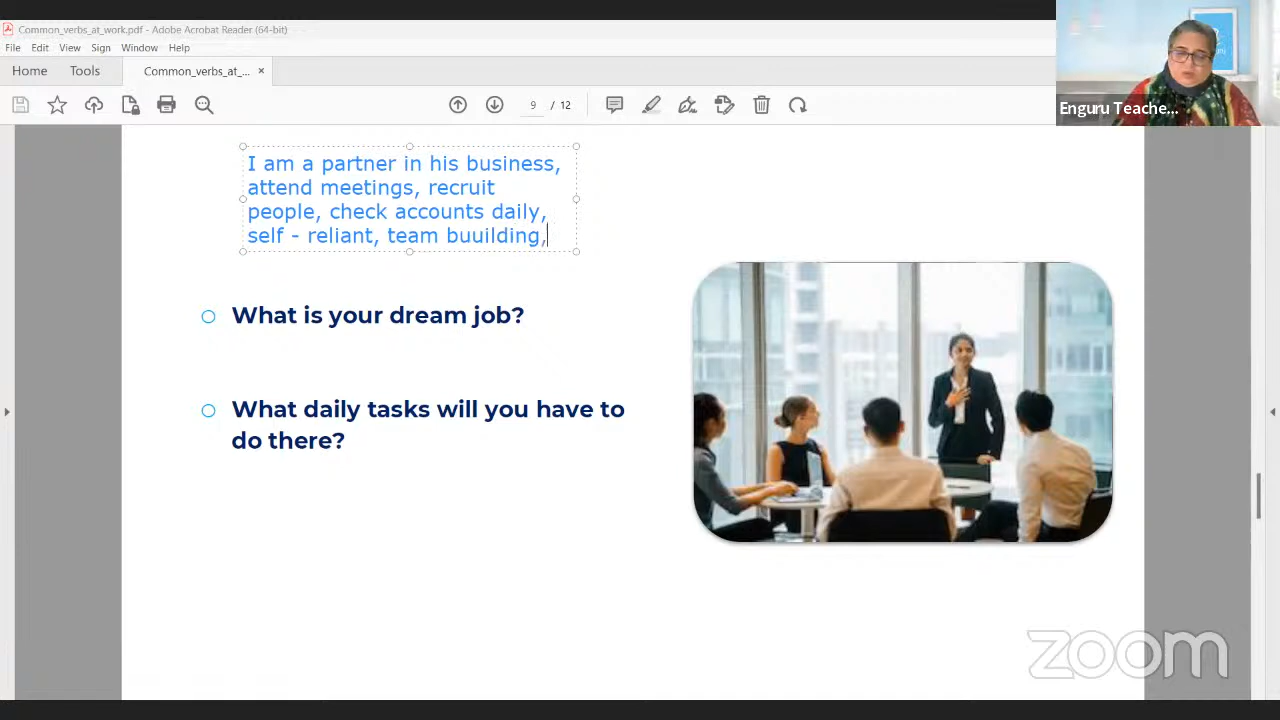 Common_verbs_at_work.pdf - Adobe Acrobat Reader (64-bit)
File Edit View Sign Window Help
Home Tools Common_verbs_at_... ×
9 / 12
Enguru Teache...
I am a partner in his business,
attend meetings, recruit
people, check accounts daily,
self - reliant, team buuilding,
What is your dream job?
What daily tasks will you have to
do there?
zoom